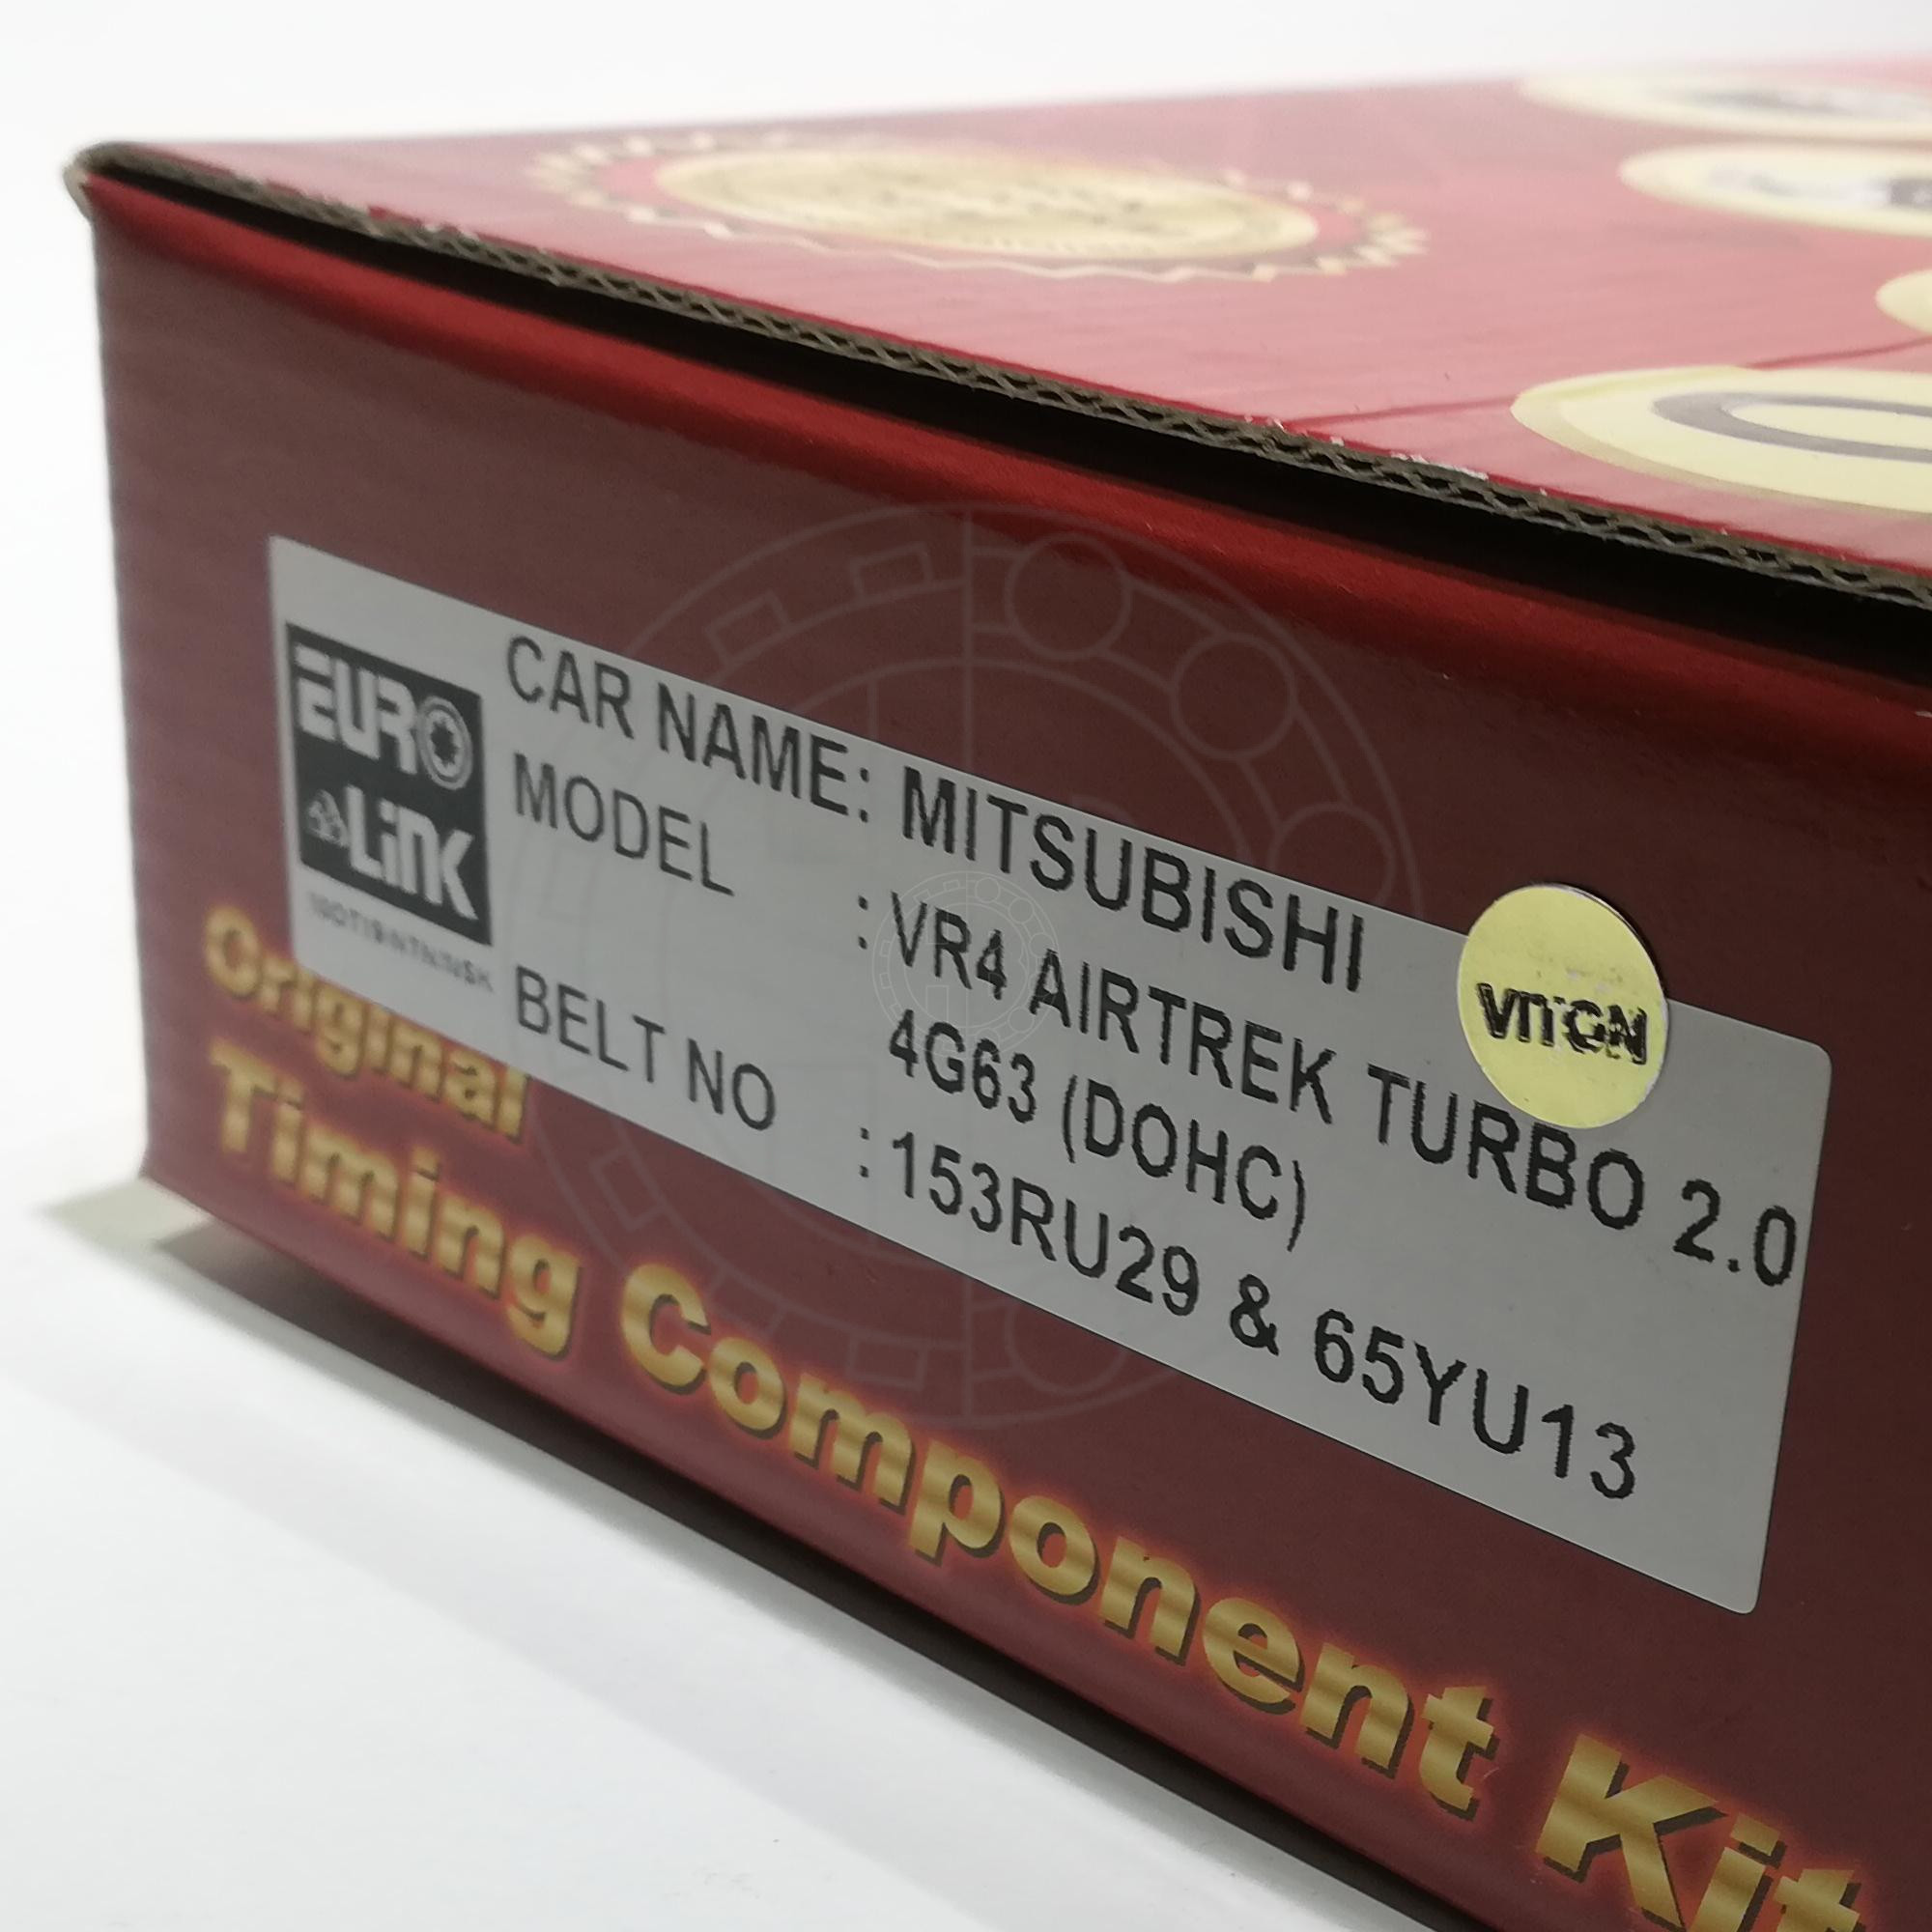 EURO
LiNK
CAR NAME: MITSUBISHI
MODEL : VR4 AIRTREK TURBO 2.0
4G63 (DOHC)
BELT NO : 153RU29 & 65YU13
Original
Timing Component Kit